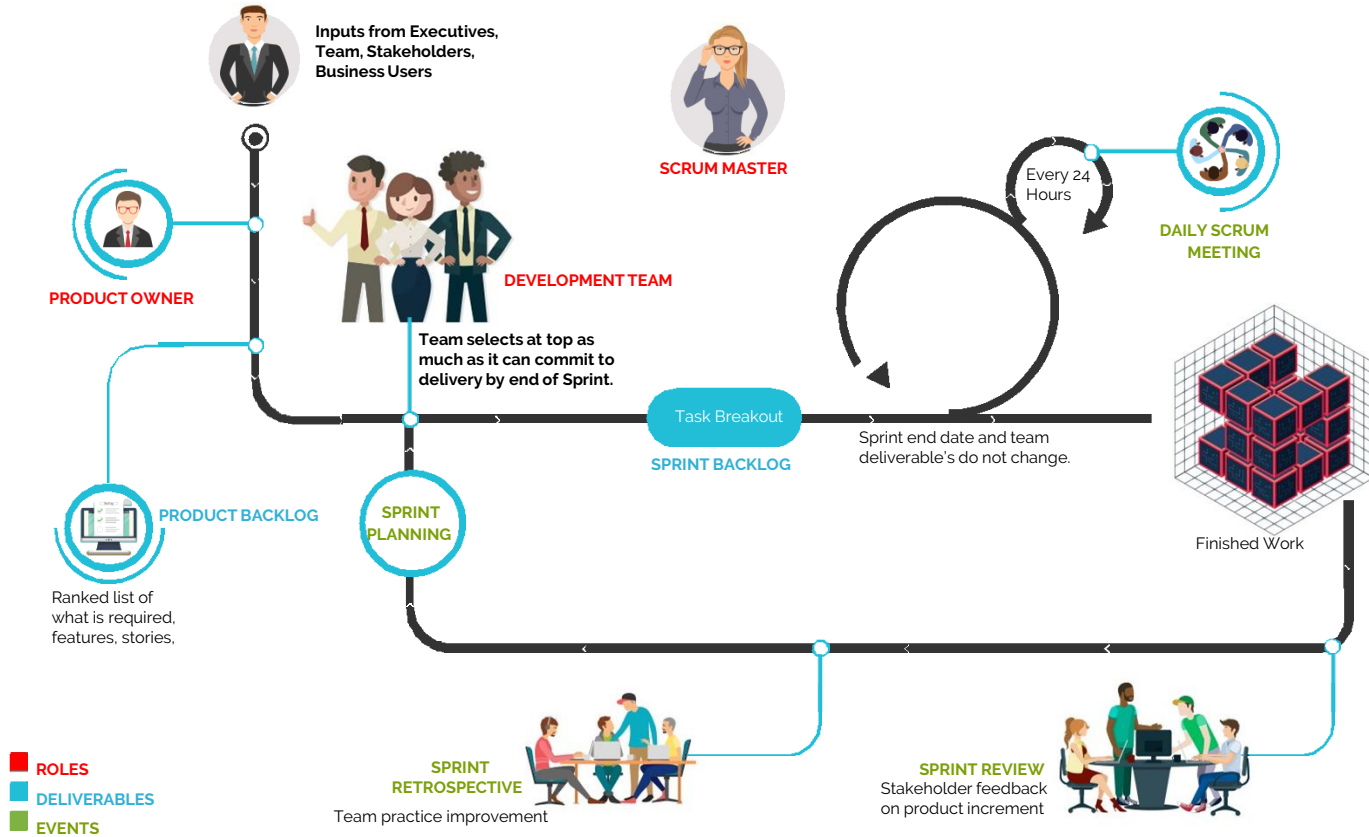 Inputs from Executives,
Team, Stakeholders,
Business Users
SCRUM MASTER
Every 24
Hours
DAILY SCRUM
MEETING
PRODUCT OWNER
DEVELOPMENT TEAM
Team selects at top as
much as it can commit to
delivery by end of Sprint.
Task Breakout
SPRINT BACKLOG
Sprint end date and team
deliverable's do not change.
PRODUCT BACKLOG
Ranked list of
what is required,
features, stories,
SPRINT
PLANNING
Finished Work
SPRINT
RETROSPECTIVE
Team practice improvement
SPRINT REVIEW
Stakeholder feedback
on product increment
ROLES
DELIVERABLES
EVENTS